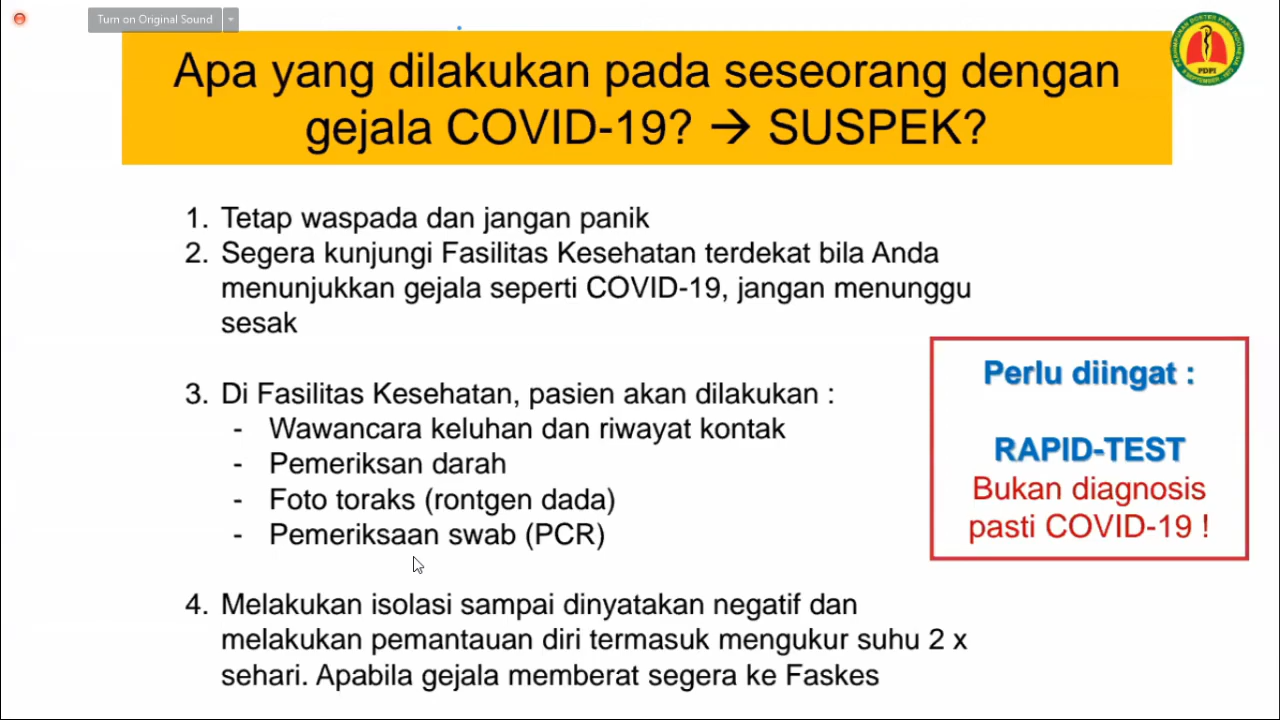 Turn on Original Sound
Apa yang dilakukan pada seseorang dengan
gejala COVID-19? → SUSPEK?
1. Tetap waspada dan jangan panik
2. Segera kunjungi Fasilitas Kesehatan terdekat bila Anda
menunjukkan gejala seperti COVID-19, jangan menunggu
sesak
3. Di Fasilitas Kesehatan, pasien akan dilakukan :
- Wawancara keluhan dan riwayat kontak
- Pemeriksan darah
- Foto toraks (rontgen dada)
- Pemeriksaan swab (PCR)
4. Melakukan isolasi sampai dinyatakan negatif dan
melakukan pemantauan diri termasuk mengukur suhu 2 x
sehari. Apabila gejala memberat segera ke Faskes
Perlu diingat :
RAPID-TEST
Bukan diagnosis
pasti COVID-19 !
PDPI